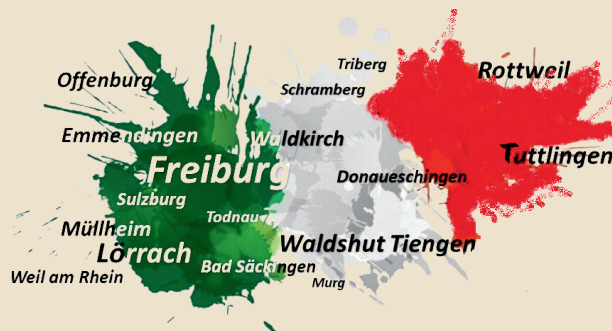 Triberg
Rottweil
Offenburg
Schramberg
Emmendingen
Waldkirch
Tuttlingen
Freiburg
Donaueschingen
Sulzburg
Todnau
Müllheim
Waldshut Tiengen
Lörrach
Bad Säckingen
Weil am Rhein
Murg